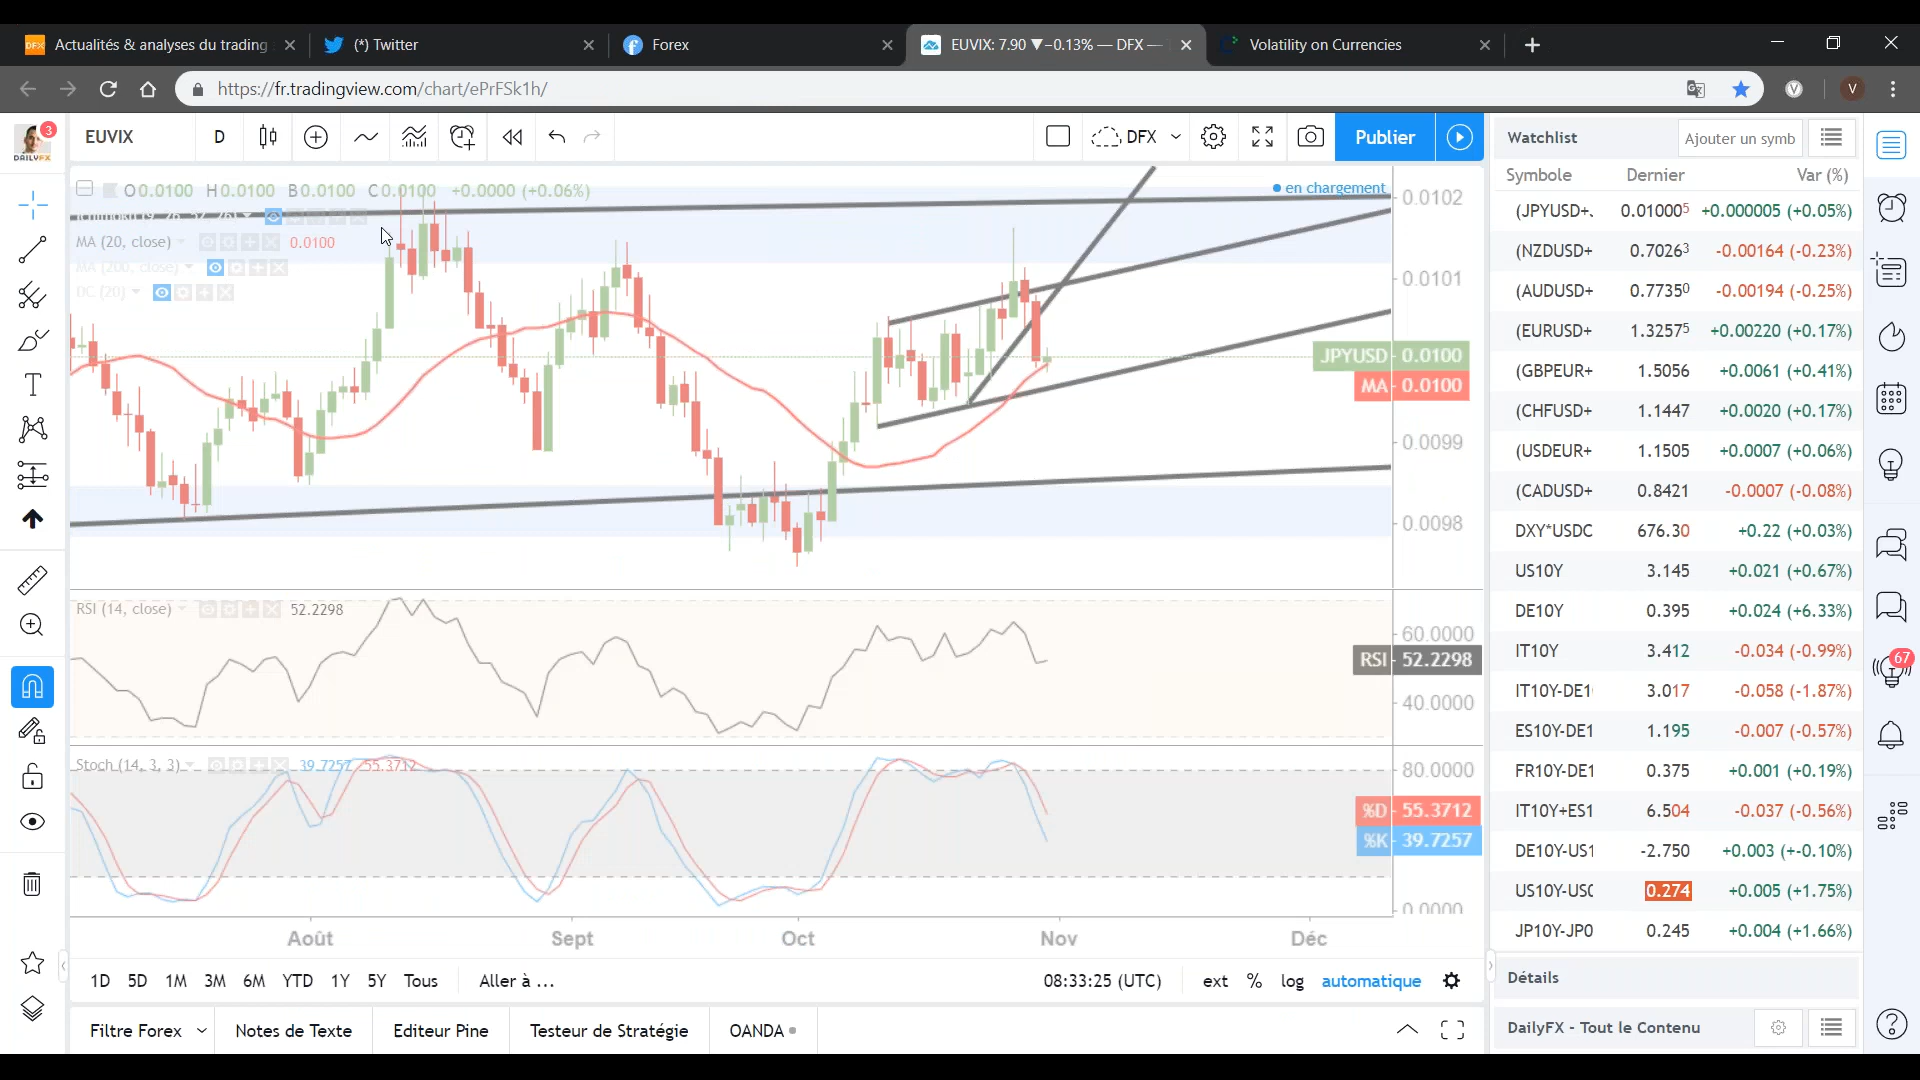 DFX Actualités & analyses du trading
(*) Twitter
Forex
EUVIX: 7.90 ▼ −0.13% — DFX —
Volatility on Currencies
https://fr.tradingview.com/chart/ePrFSk1h/
V
V
3
DAILYFX
EUVIX
D
DFX
Publier
O0.0100 H0.0100 B0.0100 C0.0100 +0.0000 (+0.06%)
en chargement
MA (20, close) 0.0100
MA (200, close)
DC (20)
0.0102
0.0101
JPYUSD 0.0100
MA 0.0100
0.0099
0.0098
RSI (14, close) 52.2298
60.0000
RSI 52.2298
40.0000
Stoch (14, 3, 3) 39.7257 55.3712
80.0000
%D 55.3712
%K 39.7257
0.0000
Août Sept Oct Nov Déc
1D 5D 1M 3M 6M YTD 1Y 5Y Tous Aller à ...
08:33:25 (UTC) ext % log automatique
Filtre Forex Notes de Texte Editeur Pine Testeur de Stratégie OANDA
Watchlist Ajouter un symb
Symbole Dernier Var (%)
(JPYUSD+. 0.01000⁵ +0.000005 (+0.05%)
(NZDUSD+ 0.7026³ -0.00164 (-0.23%)
(AUDUSD+ 0.7735⁰ -0.00194 (-0.25%)
(EURUSD+ 1.3257⁵ +0.00220 (+0.17%)
(GBPEUR+ 1.5056 +0.0061 (+0.41%)
(CHFUSD+ 1.1447 +0.0020 (+0.17%)
(USDEUR+ 1.1505 +0.0007 (+0.06%)
(CADUSD+ 0.8421 -0.0007 (-0.08%)
DXY*USDC 676.30 +0.22 (+0.03%)
US10Y 3.145 +0.021 (+0.67%)
DE10Y 0.395 +0.024 (+6.33%)
IT10Y 3.412 -0.034 (-0.99%)
IT10Y-DE1 3.017 -0.058 (-1.87%)
ES10Y-DE1 1.195 -0.007 (-0.57%)
FR10Y-DE1 0.375 +0.001 (+0.19%)
IT10Y+ES1 6.504 -0.037 (-0.56%)
DE10Y-US1 -2.750 +0.003 (+-0.10%)
US10Y-US0 0.274 +0.005 (+1.75%)
JP10Y-JP0 0.245 +0.004 (+1.66%)
Détails
DailyFX - Tout le Contenu
67